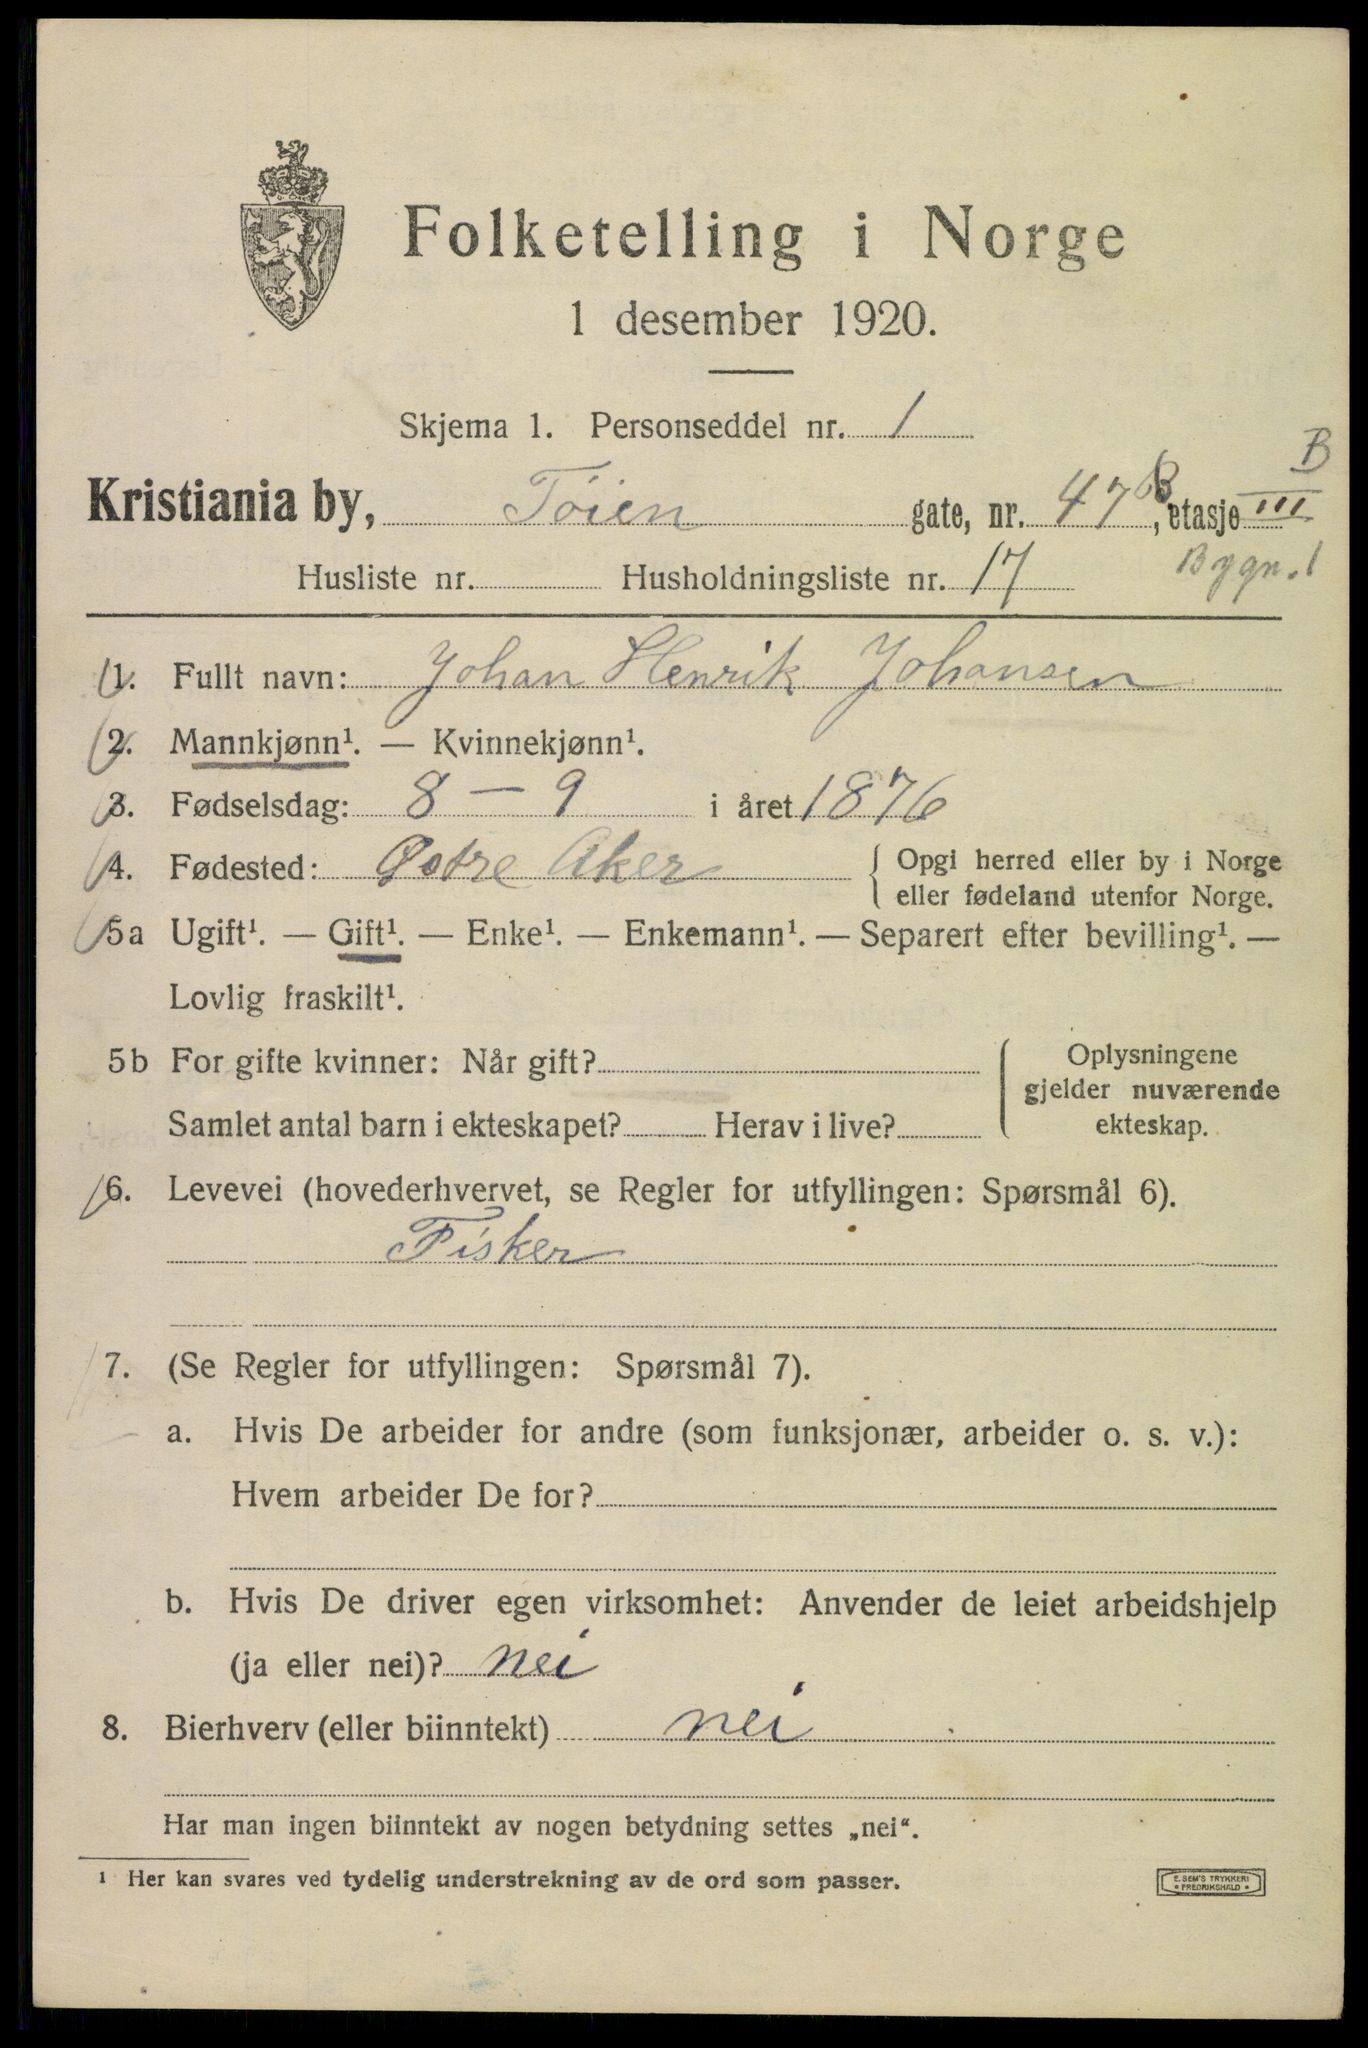 Folketelling i Norge
1 desember 1920.
Skjema 1. Personseddel nr. 1
B
Kristiania by, Töien gate, nr. 47 B, etasje III
Husliste nr. Husholdningsliste nr. 17 Bygn. 1
1. Fullt navn: Johan Henrik Johansen
2. Mannkjønn¹. — Kvinnekjønn¹.
3. Fødselsdag: 8 — 9 i året 1876
4. Fødested: Østre Aker { Opgi herred eller by i Norge
eller fødeland utenfor Norge.
5a Ugift¹. — Gift¹. — Enke¹. — Enkemann¹. — Separert efter bevilling¹. —
Lovlig fraskilt¹.
5b For gifte kvinner: Når gift?
Samlet antal barn i ekteskapet? Herav i live?
Oplysningene
gjelder nuværende
ekteskap.
6. Levevei (hovederhvervet, se Regler for utfyllingen: Spørsmål 6).
Fisker
7. (Se Regler for utfyllingen: Spørsmål 7).
a. Hvis De arbeider for andre (som funksjonær, arbeider o. s. v.):
Hvem arbeider De for?
b. Hvis De driver egen virksomhet: Anvender de leiet arbeidshjelp
(ja eller nei)? nei
8. Bierhverv (eller biinntekt) nei
Har man ingen biinntekt av nogen betydning settes „nei“.
¹ Her kan svares ved tydelig understrekning av de ord som passer.
E. SEM'S TRYKKERI
• FREDRIKSHALD •